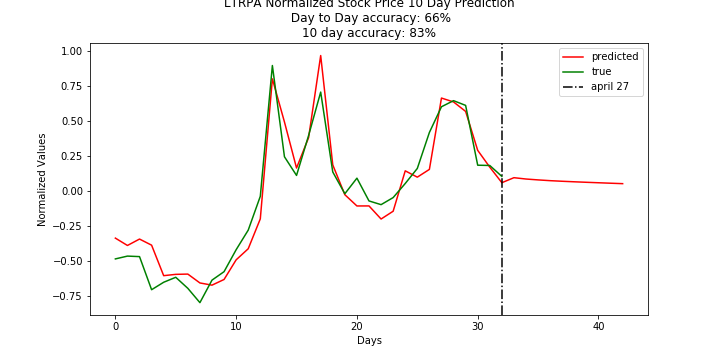 LTRPA Normalized Stock Price 10 Day Prediction
Day to Day accuracy: 66%
10 day accuracy: 83%
1.00
0.75
0.50
0.25
0.00
−0.25
−0.50
−0.75
Normalized Values
predicted
true
april 27
0
10
20
30
40
Days